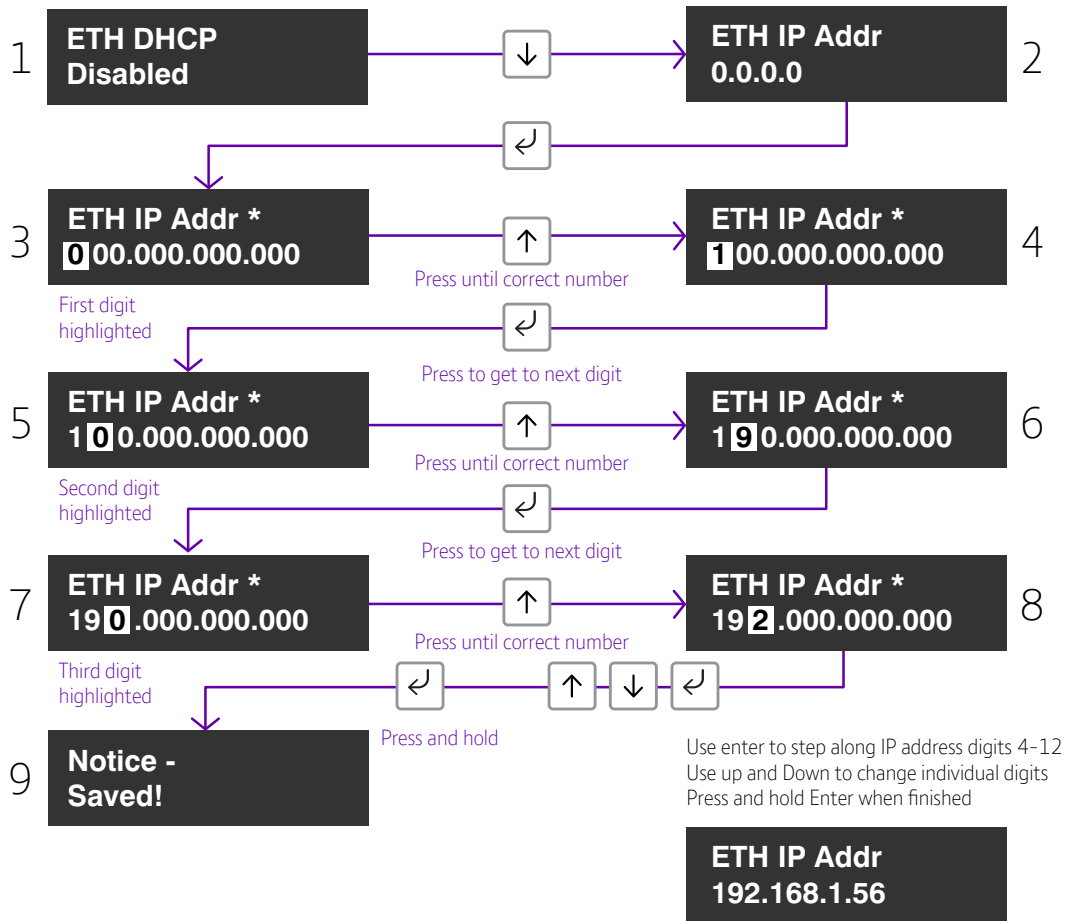 1
ETH DHCP
Disabled
ETH IP Addr
0.0.0.0
2
3
ETH IP Addr *
000.000.000.000
First digit
highlighted
Press until correct number
ETH IP Addr *
100.000.000.000
4
Press to get to next digit
5
ETH IP Addr *
100.000.000.000
Second digit
highlighted
Press until correct number
ETH IP Addr *
190.000.000.000
6
Press to get to next digit
7
ETH IP Addr *
190.000.000.000
Third digit
highlighted
Press until correct number
ETH IP Addr *
192.000.000.000
8
Press and hold
9
Notice -
Saved!
Use enter to step along IP address digits 4-12
Use up and Down to change individual digits
Press and hold Enter when finished
ETH IP Addr
192.168.1.56